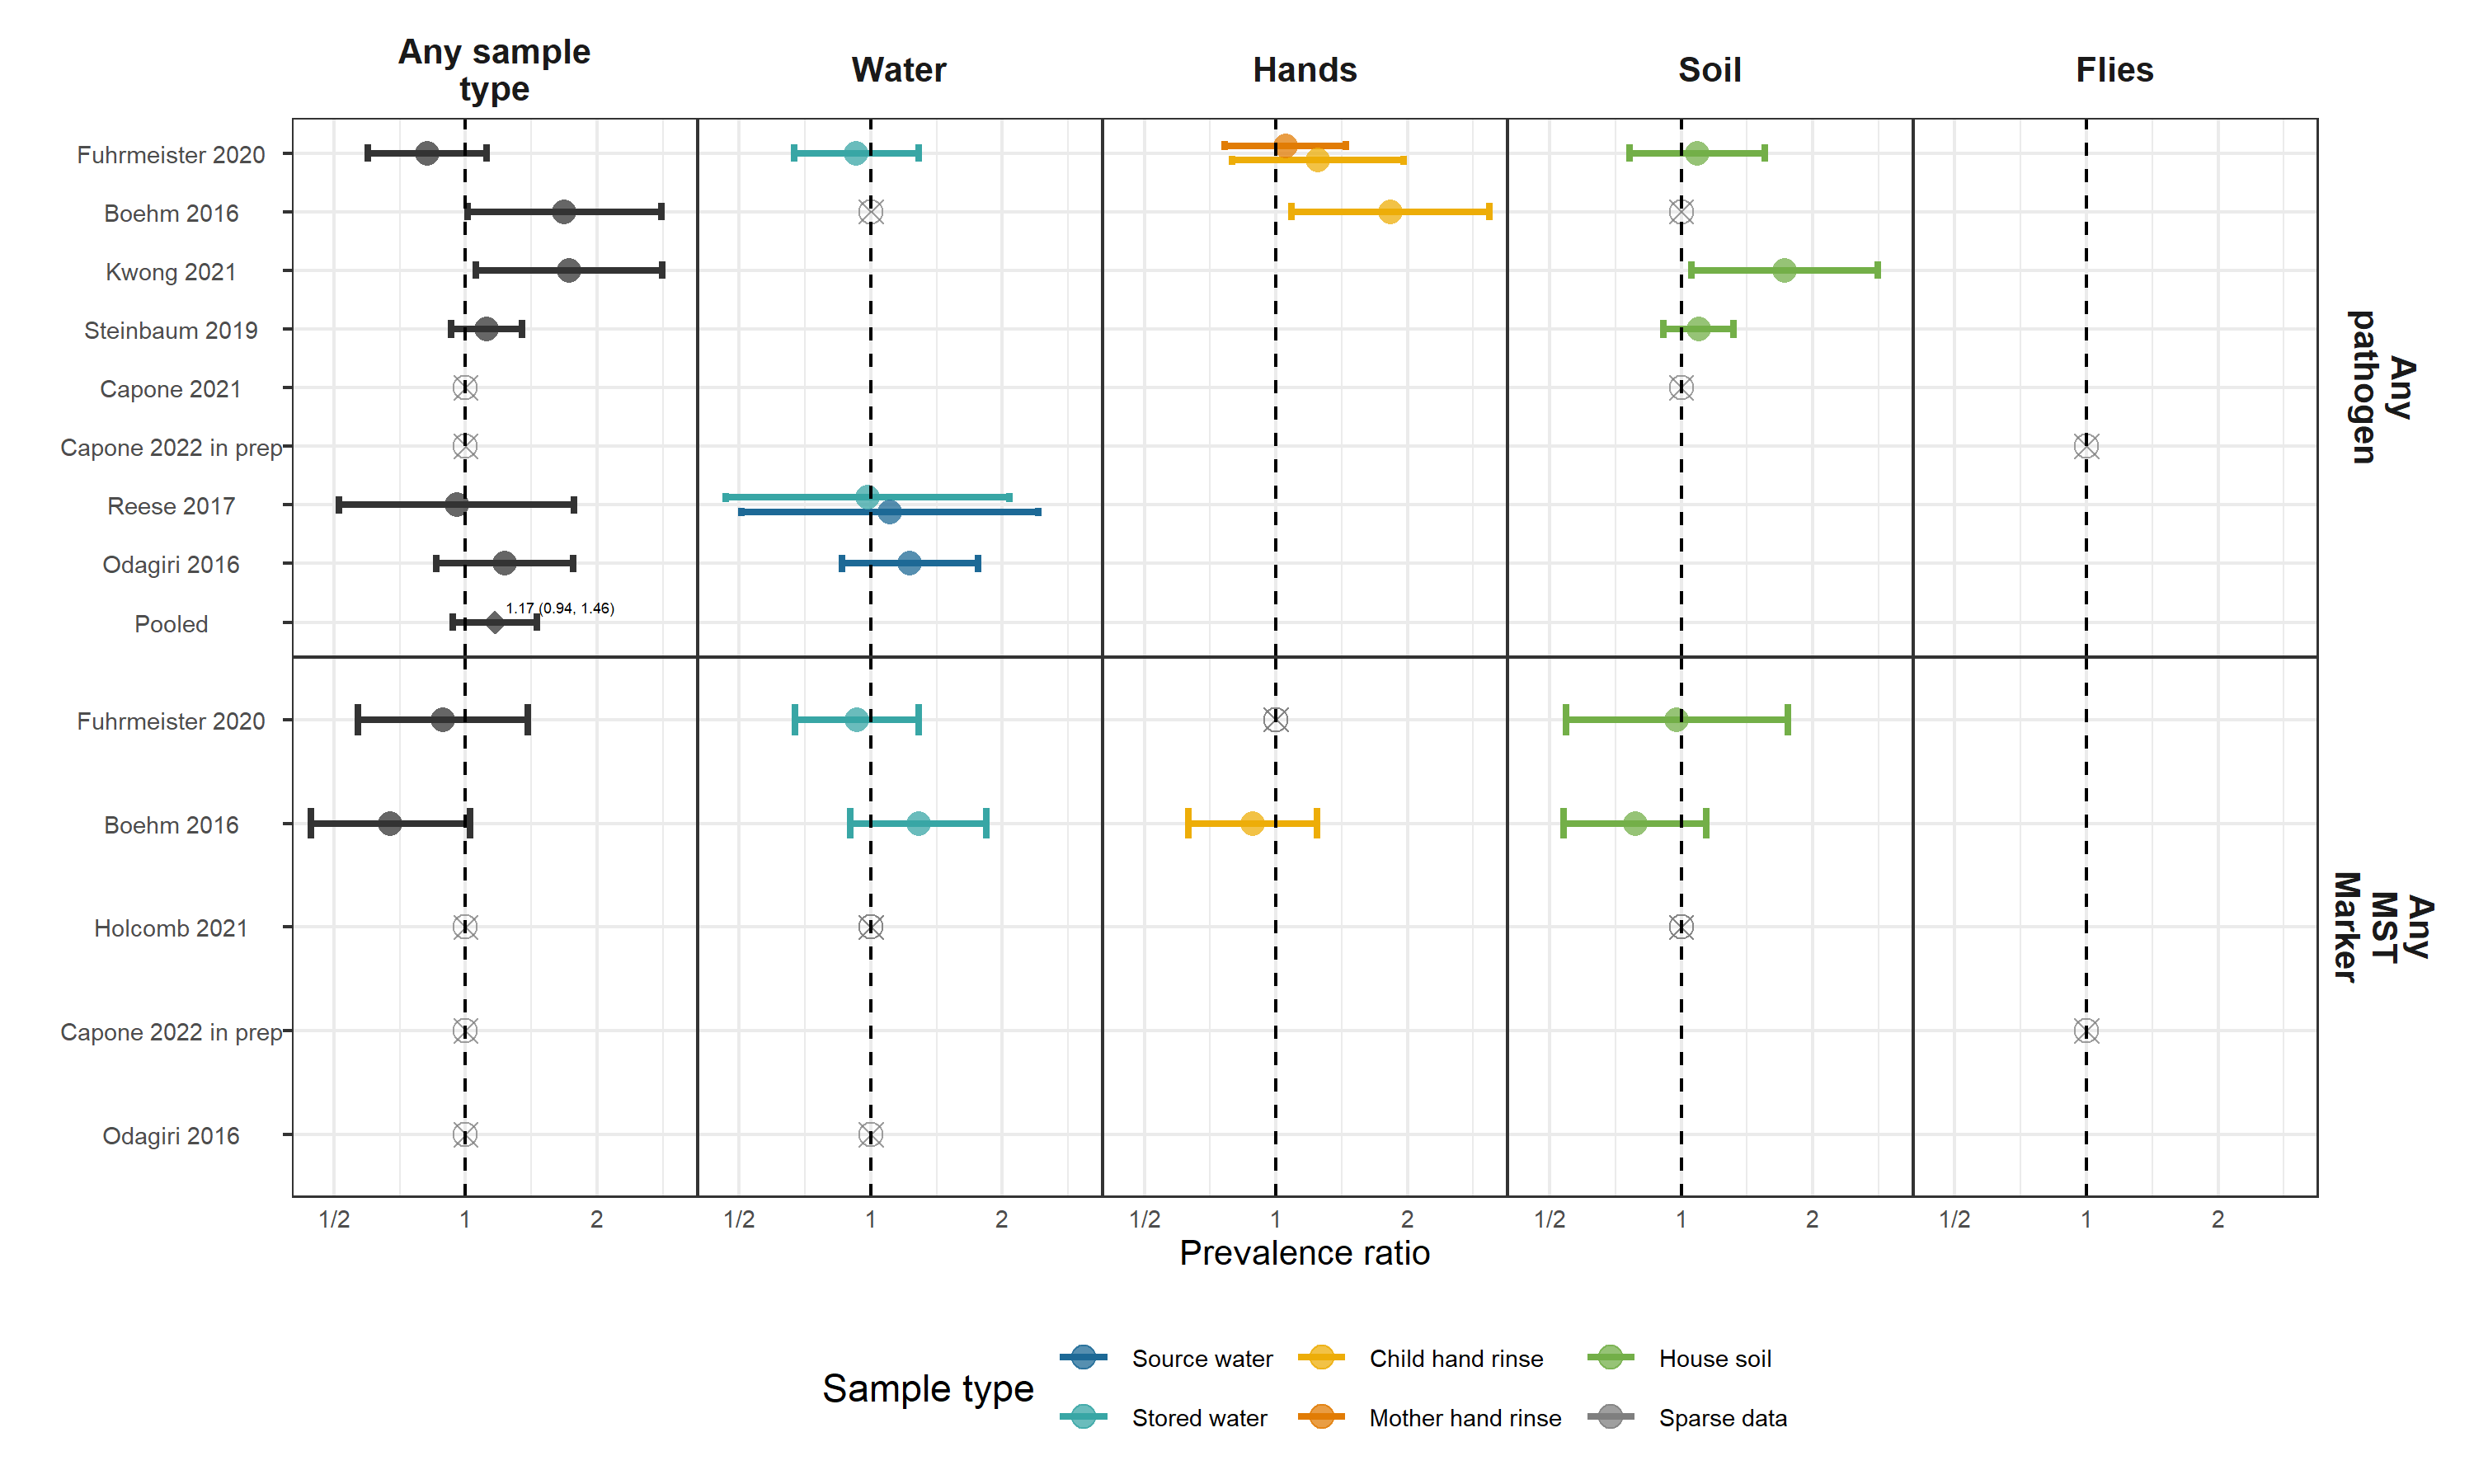 Any sample
type
Water
Hands
Soil
Flies
Fuhrmeister 2020
Boehm 2016
Kwong 2021
Steinbaum 2019
Capone 2021
Capone 2022 in prep
Reese 2017
Odagiri 2016
Pooled
1.17 (0.94, 1.46)
Any
pathogen
Fuhrmeister 2020
Boehm 2016
Holcomb 2021
Capone 2022 in prep
Odagiri 2016
Any
MST
Marker
1/2 1 2
1/2 1 2
1/2 1 2
1/2 1 2
1/2 1 2
Prevalence ratio
Sample type
Source water
Stored water
Child hand rinse
Mother hand rinse
House soil
Sparse data